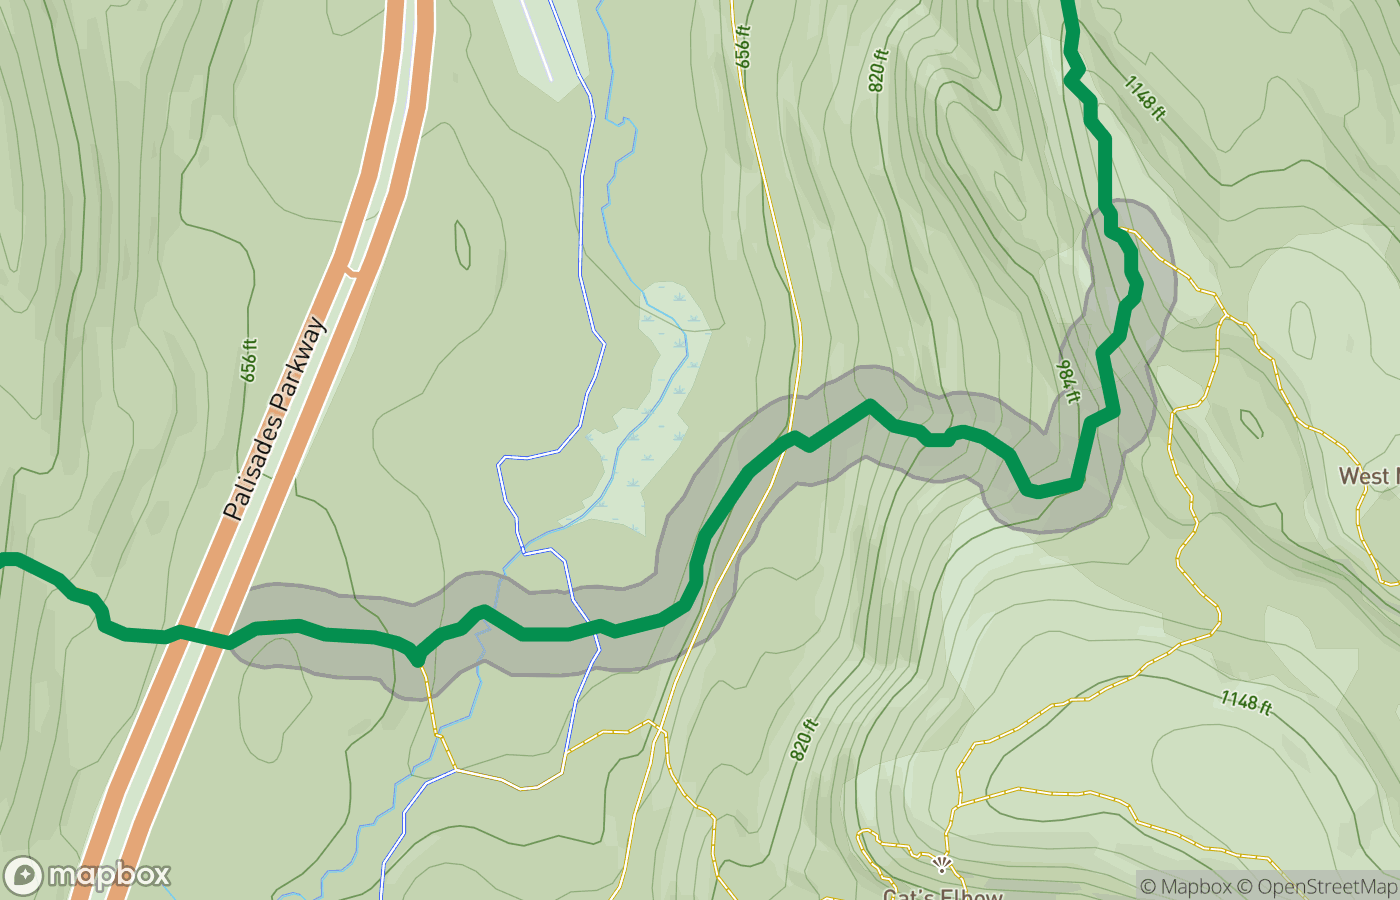 656 ft
820 ft
1148 ft
Palisades Parkway
656 ft
984 ft
West
1148 ft
820 ft
mapbox
Cat's Elbow
© Mapbox © OpenStreetMap